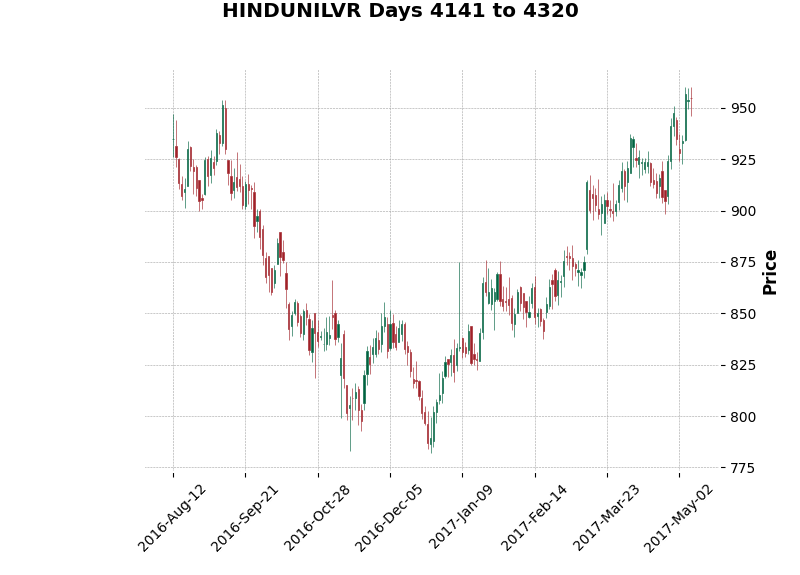 HINDUNILVR Days 4141 to 4320
950
925
900
875
850
825
800
775
Price
2016-Aug-12
2016-Sep-21
2016-Oct-28
2016-Dec-05
2017-Jan-09
2017-Feb-14
2017-Mar-23
2017-May-02